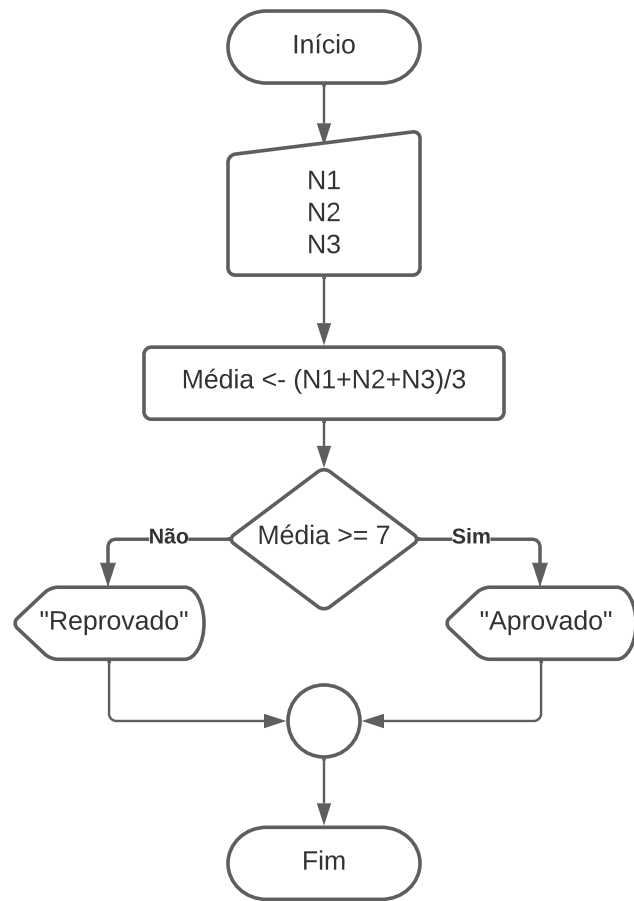 Início
N1
N2
N3
Média <- (N1+N2+N3)/3
Média >= 7
Não
Sim
"Reprovado"
"Aprovado"
Fim